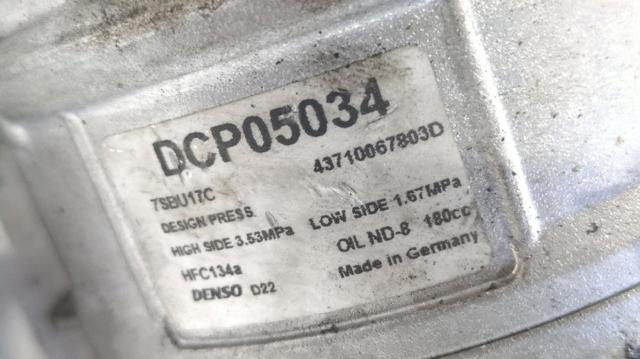 DCP05034
43710067803D
7SBU17C
DESIGN PRESS.
HIGH SIDE 3.53MPa LOW SIDE 1.67MPa
HFC134a OIL ND-8 180cc
DENSO D22 Made in Germany